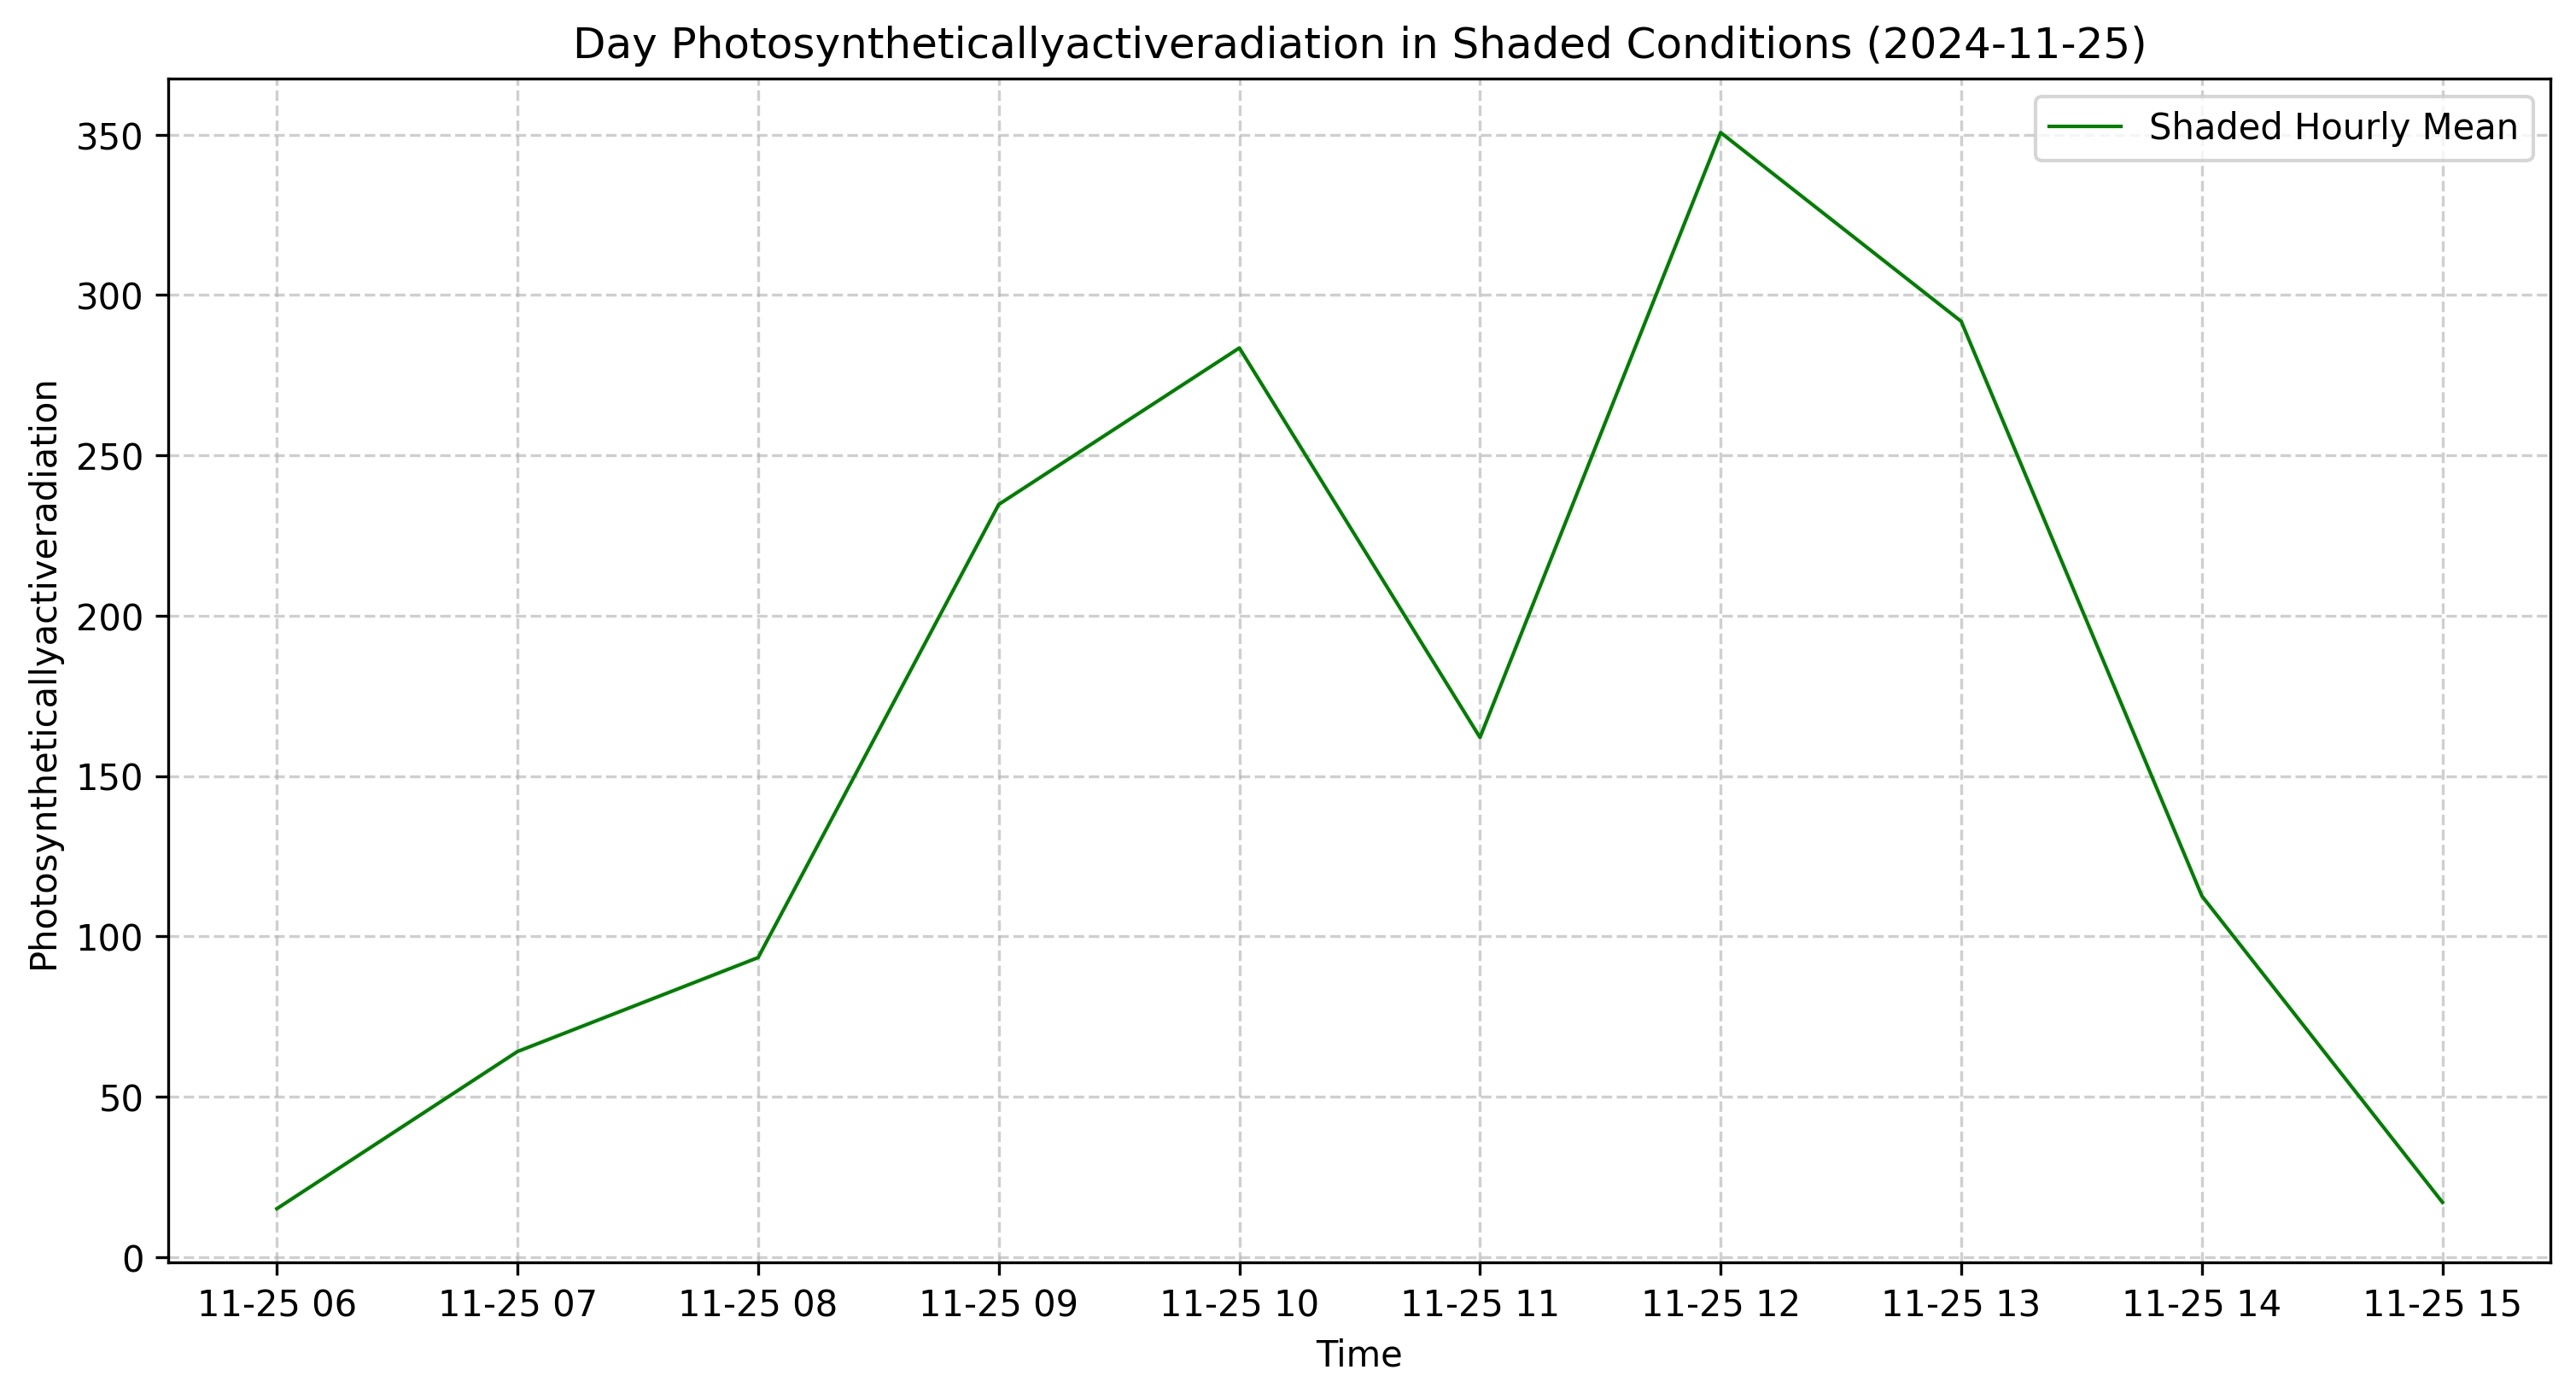 Day Photosyntheticallyactiveradiation in Shaded Conditions (2024-11-25)
Shaded Hourly Mean
Photosyntheticallyactiveradiation
350
300
250
200
150
100
50
0
11-25 06 11-25 07 11-25 08 11-25 09 11-25 10 11-25 11 11-25 12 11-25 13 11-25 14 11-25 15
Time